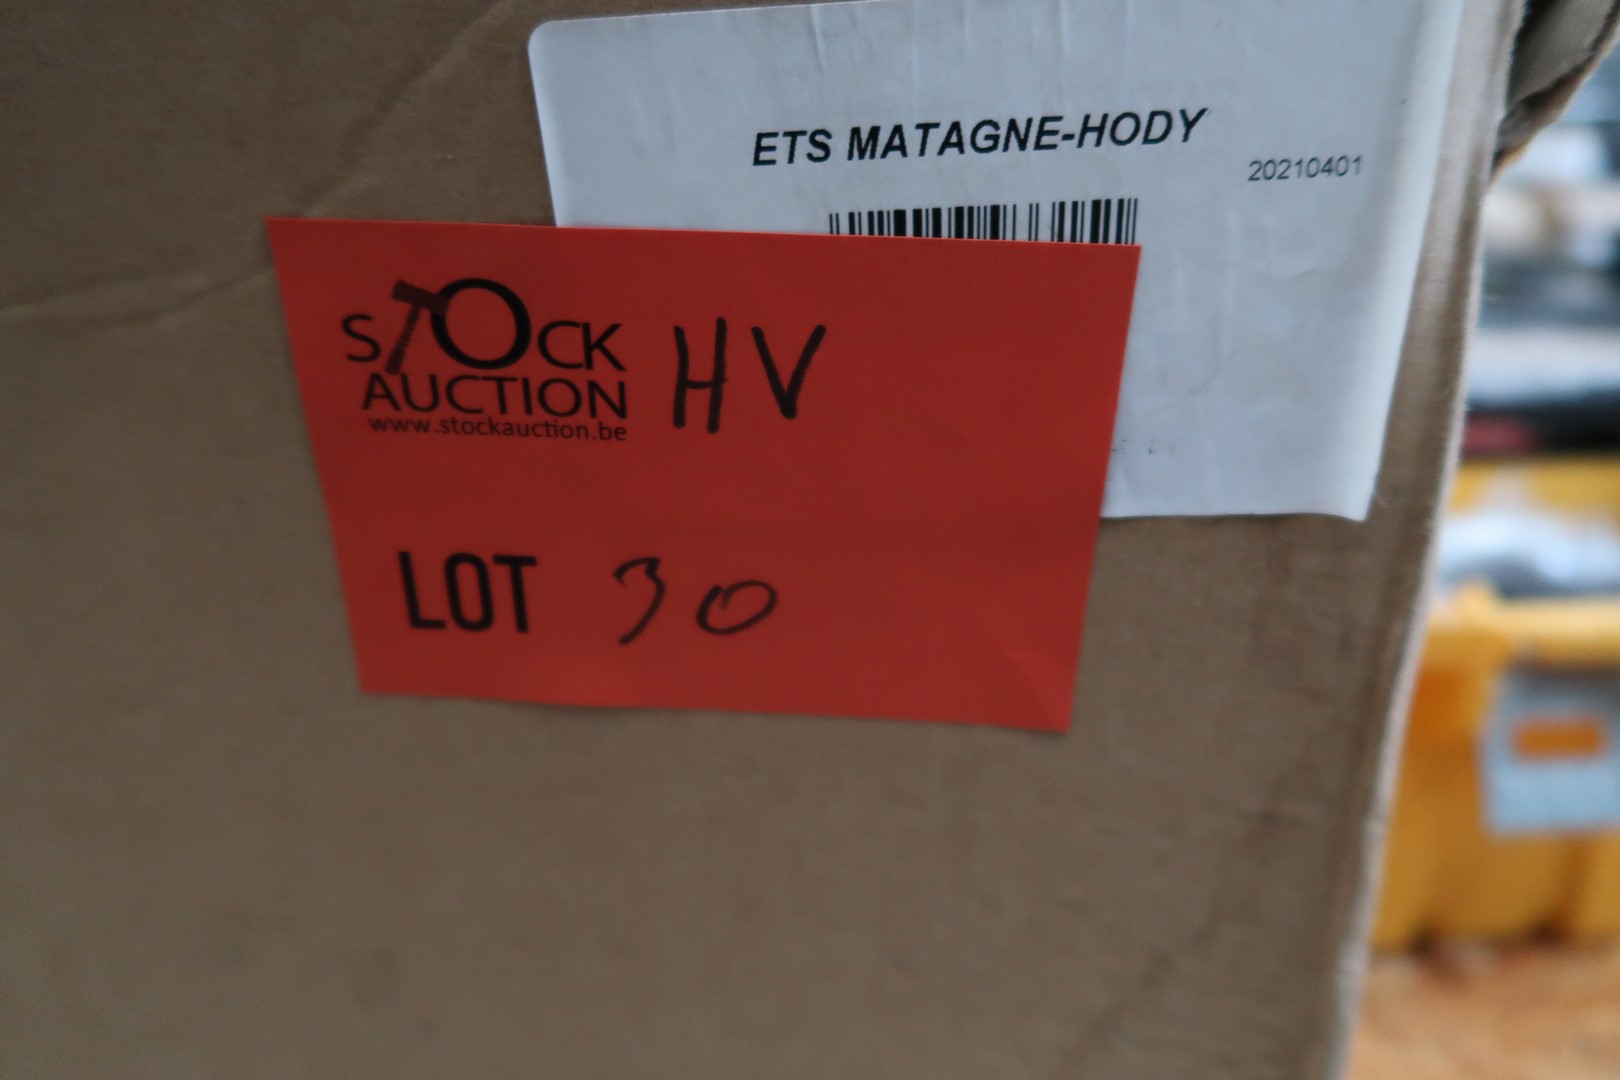 ETS MATAGNE-HODY
20210401
STOCK
AUCTION
www.stockauction.be
HV
LOT 30